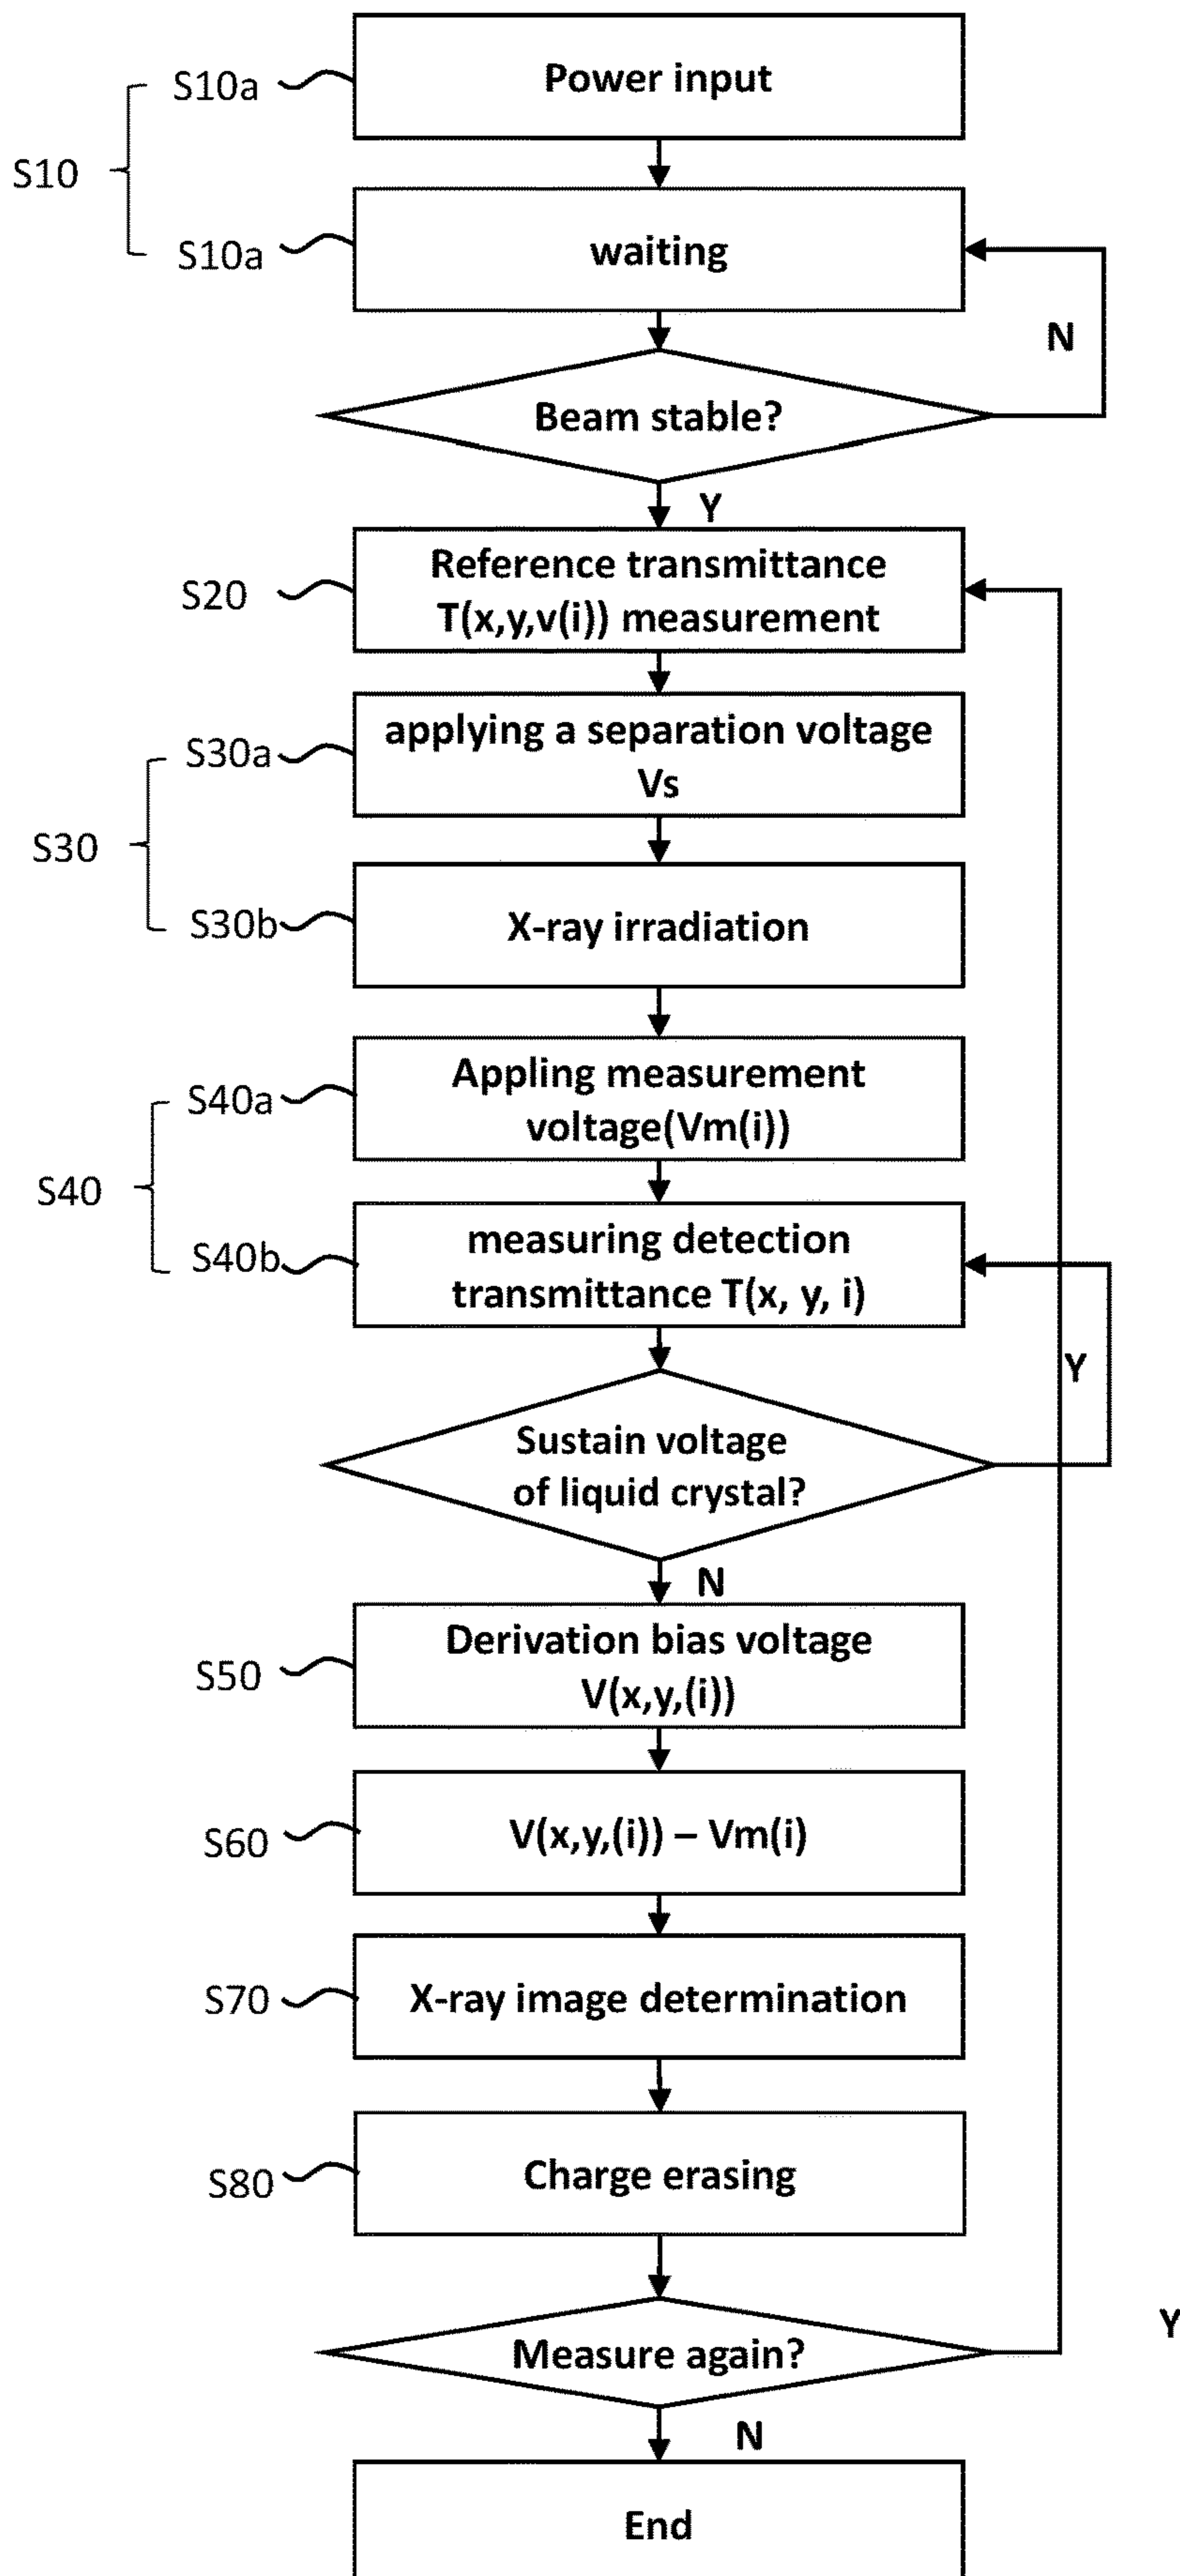 S10a
Power input
S10
S10a
waiting
N
Beam stable?
Y
S20
Reference transmittance
T(x,y,v(i)) measurement
S30a
applying a separation voltage
Vs
S30
S30b
X-ray irradiation
S40a
Appling measurement
voltage(Vm(i))
S40
S40b
measuring detection
transmittance T(x, y, i)
Y
Sustain voltage
of liquid crystal?
N
S50
Derivation bias voltage
V(x,y,(i))
S60
V(x,y,(i)) – Vm(i)
S70
X-ray image determination
S80
Charge erasing
Y
Measure again?
N
End